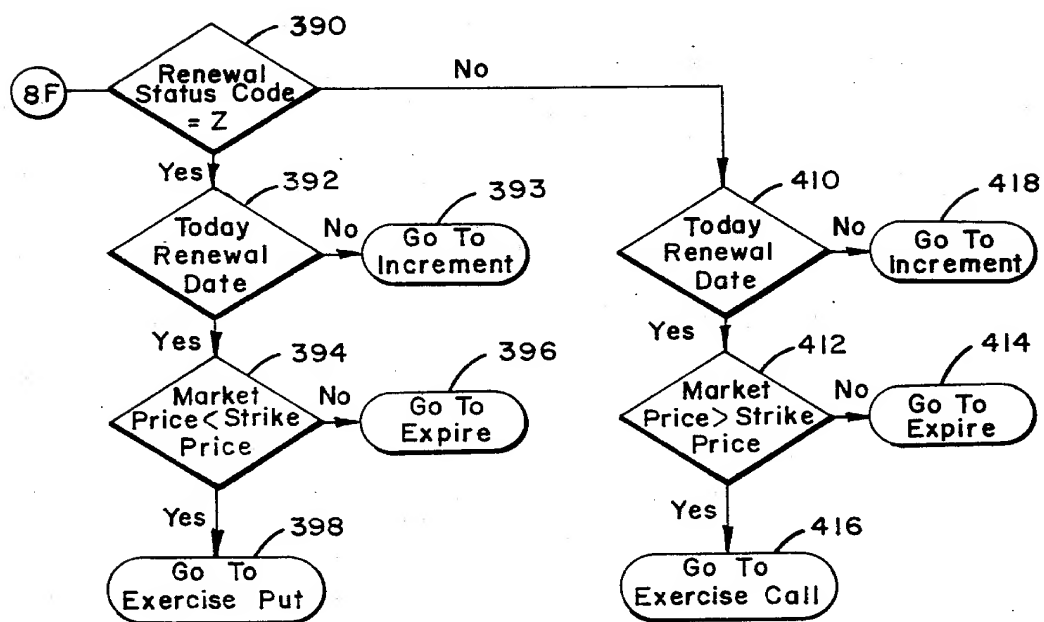 390
8F
Renewal
Status Code
= Z
No
Yes
392
Today
Renewal
Date
No
393
Go To
Increment
Yes
394
Market
Price < Strike
Price
No
396
Go To
Expire
Yes
398
Go To
Exercise Put
410
Today
Renewal
Date
No
418
Go To
Increment
Yes
412
Market
Price > Strike
Price
No
414
Go To
Expire
Yes
416
Go To
Exercise Call